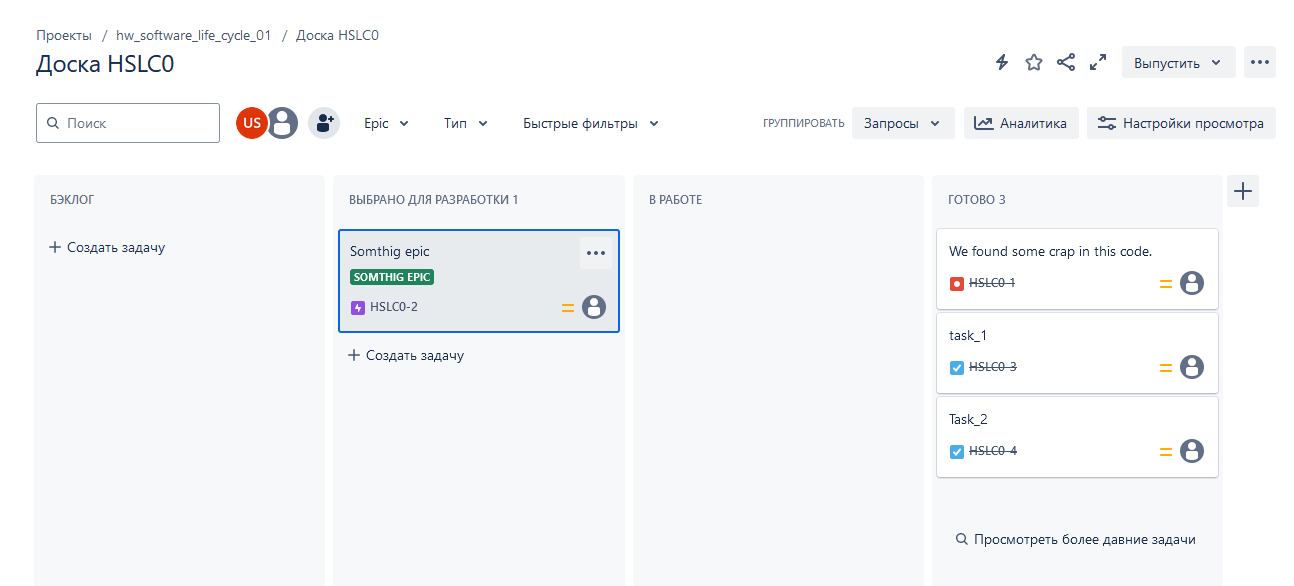 Проекты / hw_software_life_cycle_01 / Доска HSLC0
Доска HSLC0
Выпустить
Поиск
US
Epic
Тип
Быстрые фильтры
ГРУППИРОВАТЬ
Запросы
Аналитика
Настройки просмотра
БЭКЛОГ
Создать задачу
ВЫБРАНО ДЛЯ РАЗРАБОТКИ 1
Somthig epic
SOMTHIG EPIC
HSLC0-2
Создать задачу
В РАБОТЕ
ГОТОВО 3
We found some crap in this code.
HSLC0-1
task_1
HSLC0-3
Task_2
HSLC0-4
Просмотреть более давние задачи